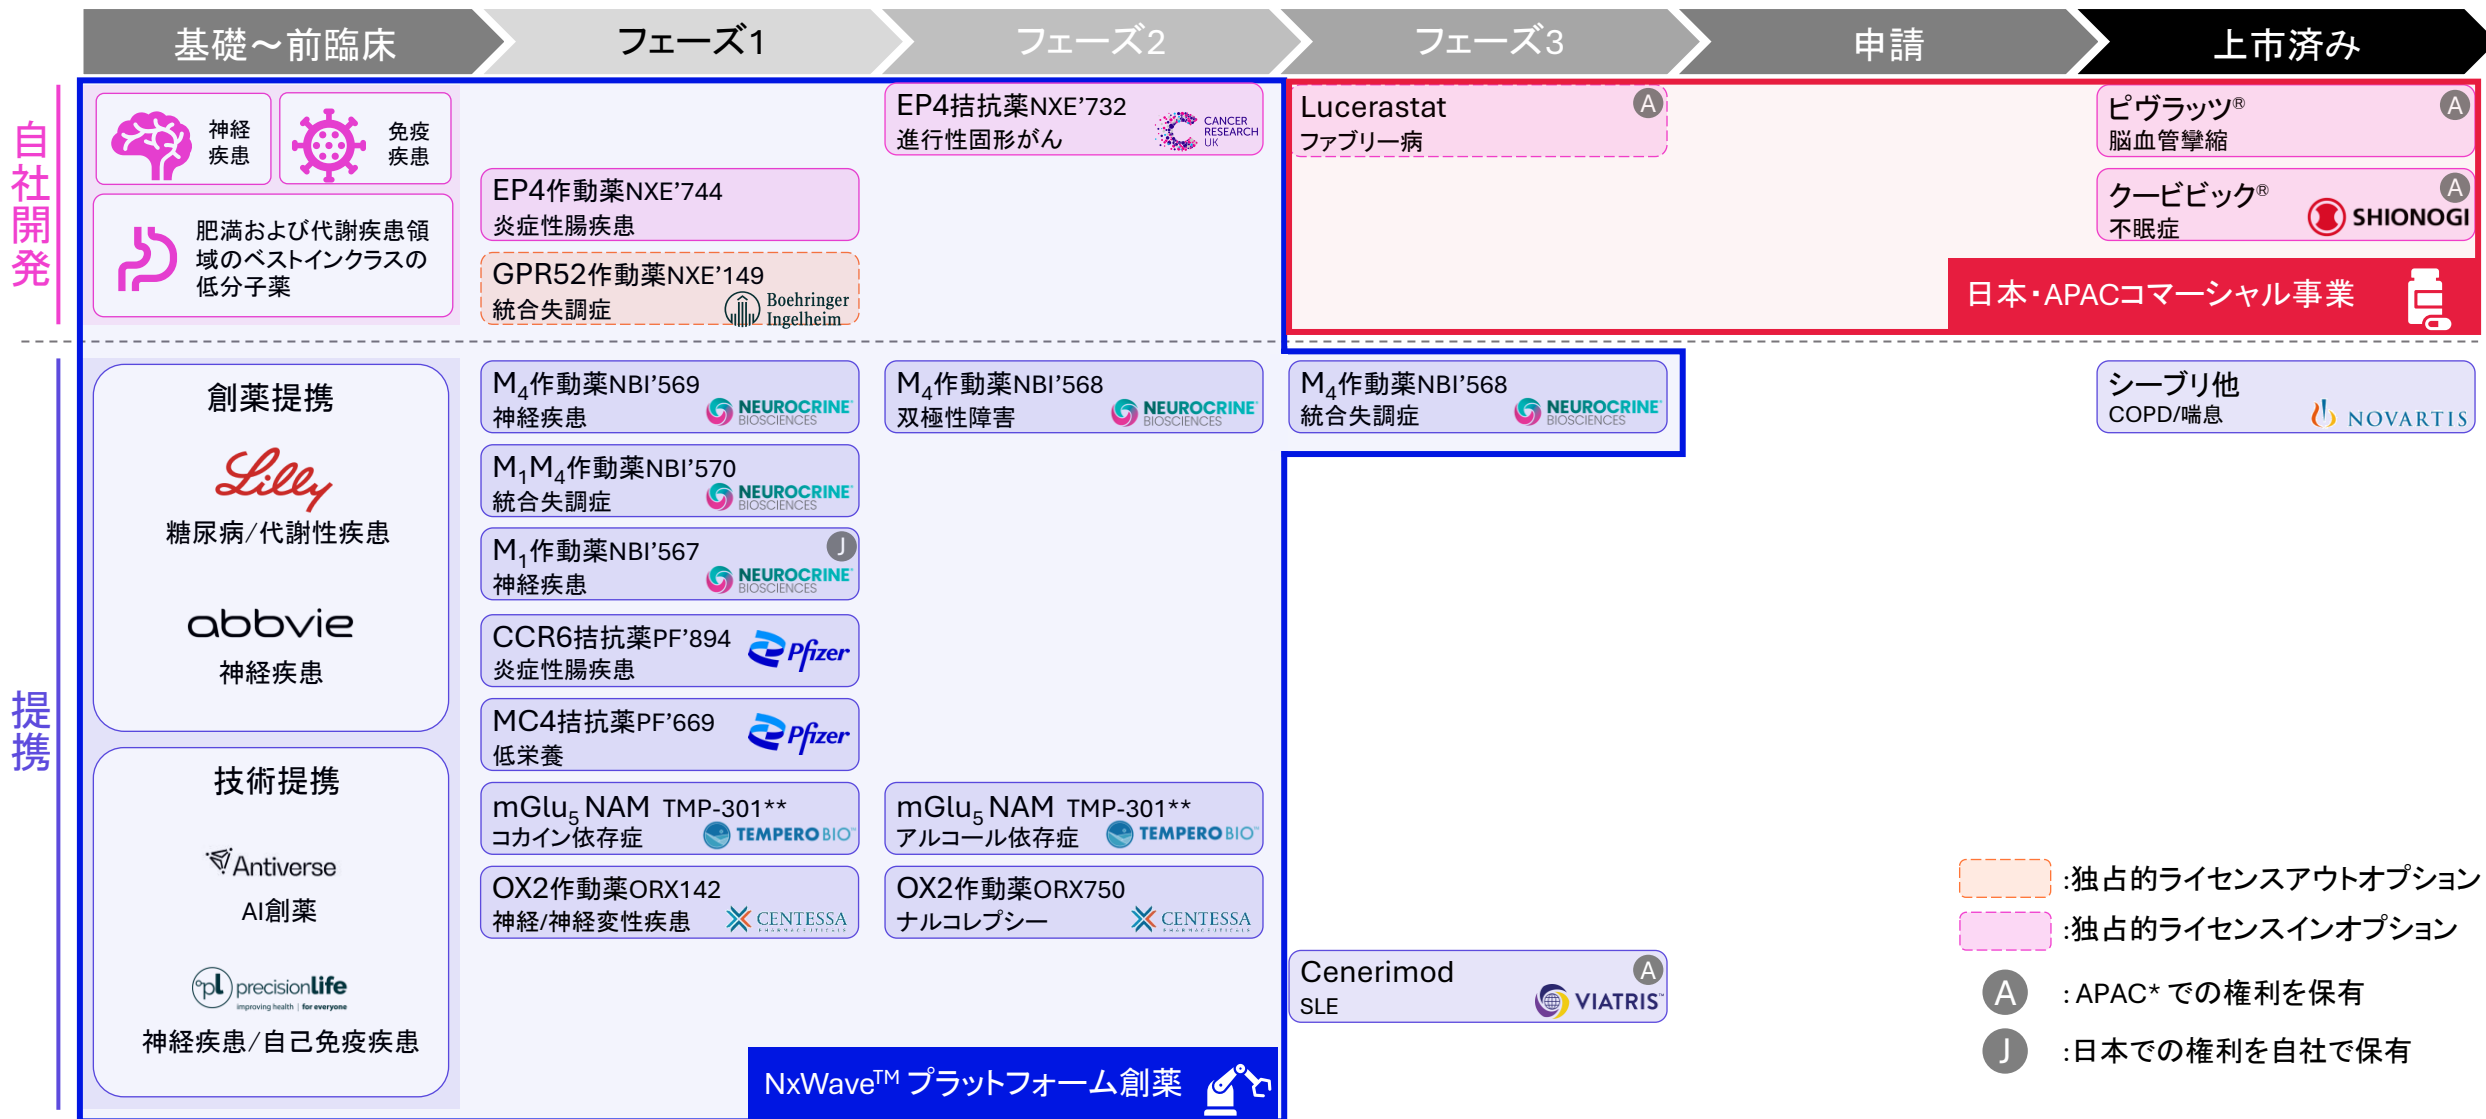 基礎～前臨床
フェーズ1
フェーズ2
フェーズ3
申請
上市済み
自社開発
神経
疾患
免疫
疾患
肥満および代謝疾患領
域のベストインクラスの
低分子薬
EP4作動薬NXE'744
炎症性腸疾患
GPR52作動薬NXE'149
統合失調症
Boehringer
Ingelheim
EP4拮抗薬NXE'732
進行性固形がん
CANCER
RESEARCH
UK
Lucerastat
A
ファブリー病
ピヴラッツ®
A
脳血管攣縮
クービビック®
A
不眠症
SHIONOGI
日本・APACコマーシャル事業
提携
創薬提携
Lilly
糖尿病/代謝性疾患
abbvie
神経疾患
技術提携
Antiverse
AI創薬
°pl precisionlife
improving health | for everyone
神経疾患/自己免疫疾患
M₄作動薬NBI'569
神経疾患
NEUROCRINE
BIOSCIENCES
M₁M₄作動薬NBI'570
統合失調症
NEUROCRINE
BIOSCIENCES
M₁作動薬NBI'567
J
神経疾患
NEUROCRINE
BIOSCIENCES
CCR6拮抗薬PF'894
炎症性腸疾患
Pfizer
MC4拮抗薬PF'669
低栄養
Pfizer
mGlu₅ NAM TMP-301**
コカイン依存症
TEMPERO BIO™
OX2作動薬ORX142
神経/神経変性疾患
CENTESSA
PHARMACEUTICALS
M₄作動薬NBI'568
双極性障害
NEUROCRINE
BIOSCIENCES
mGlu₅ NAM TMP-301**
アルコール依存症
TEMPERO BIO™
OX2作動薬ORX750
ナルコレプシー
CENTESSA
PHARMACEUTICALS
M₄作動薬NBI'568
統合失調症
NEUROCRINE
BIOSCIENCES
Cenerimod
A
SLE
VIATRIS™
シーブリ他
COPD/喘息
NOVARTIS
NxWave™ プラットフォーム創薬
:独占的ライセンスアウトオプション
:独占的ライセンスインオプション
A : APAC* での権利を保有
J :日本での権利を自社で保有